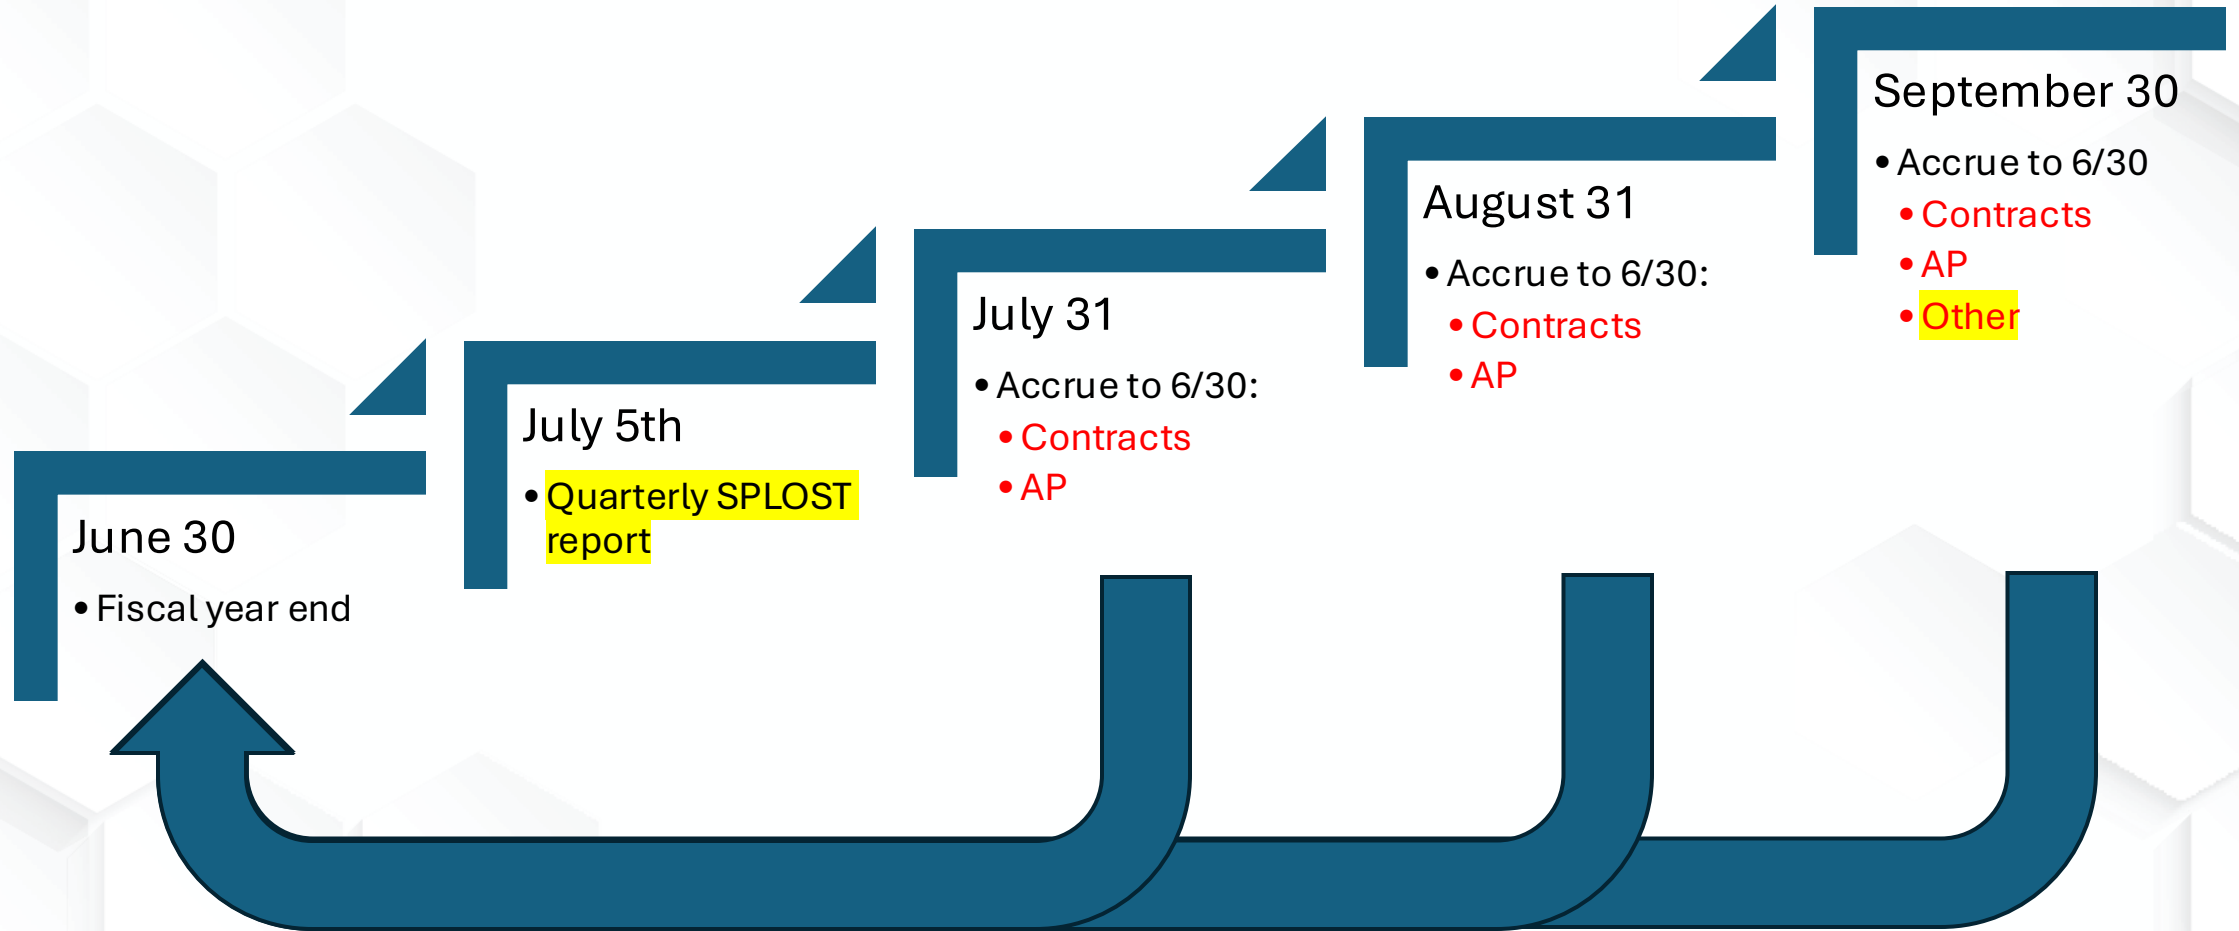 June 30
• Fiscal year end
July 5th
• Quarterly SPLOST
report
July 31
• Accrue to 6/30:
• Contracts
• AP
August 31
• Accrue to 6/30:
• Contracts
• AP
September 30
• Accrue to 6/30
• Contracts
• AP
• Other